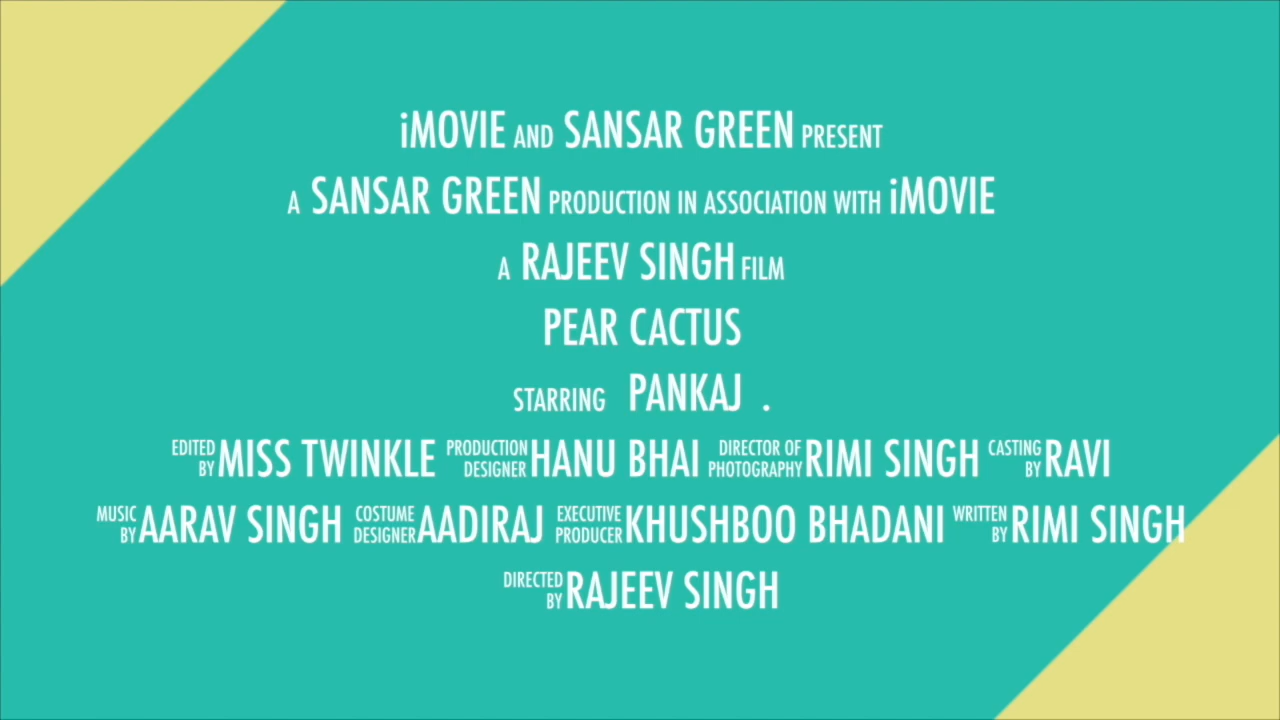 iMOVIE AND SANSAR GREEN PRESENT
A SANSAR GREEN PRODUCTION IN ASSOCIATION WITH iMOVIE
A RAJEEV SINGH FILM
PEAR CACTUS
STARRING PANKAJ .
EDITED BY MISS TWINKLE PRODUCTION DESIGNER HANU BHAI DIRECTOR OF PHOTOGRAPHY RIMI SINGH CASTING BY RAVI
MUSIC BY AARAV SINGH COSTUME DESIGNER AADIRAJ EXECUTIVE PRODUCER KHUSHBOO BHADANI WRITTEN BY RIMI SINGH
DIRECTED BY RAJEEV SINGH